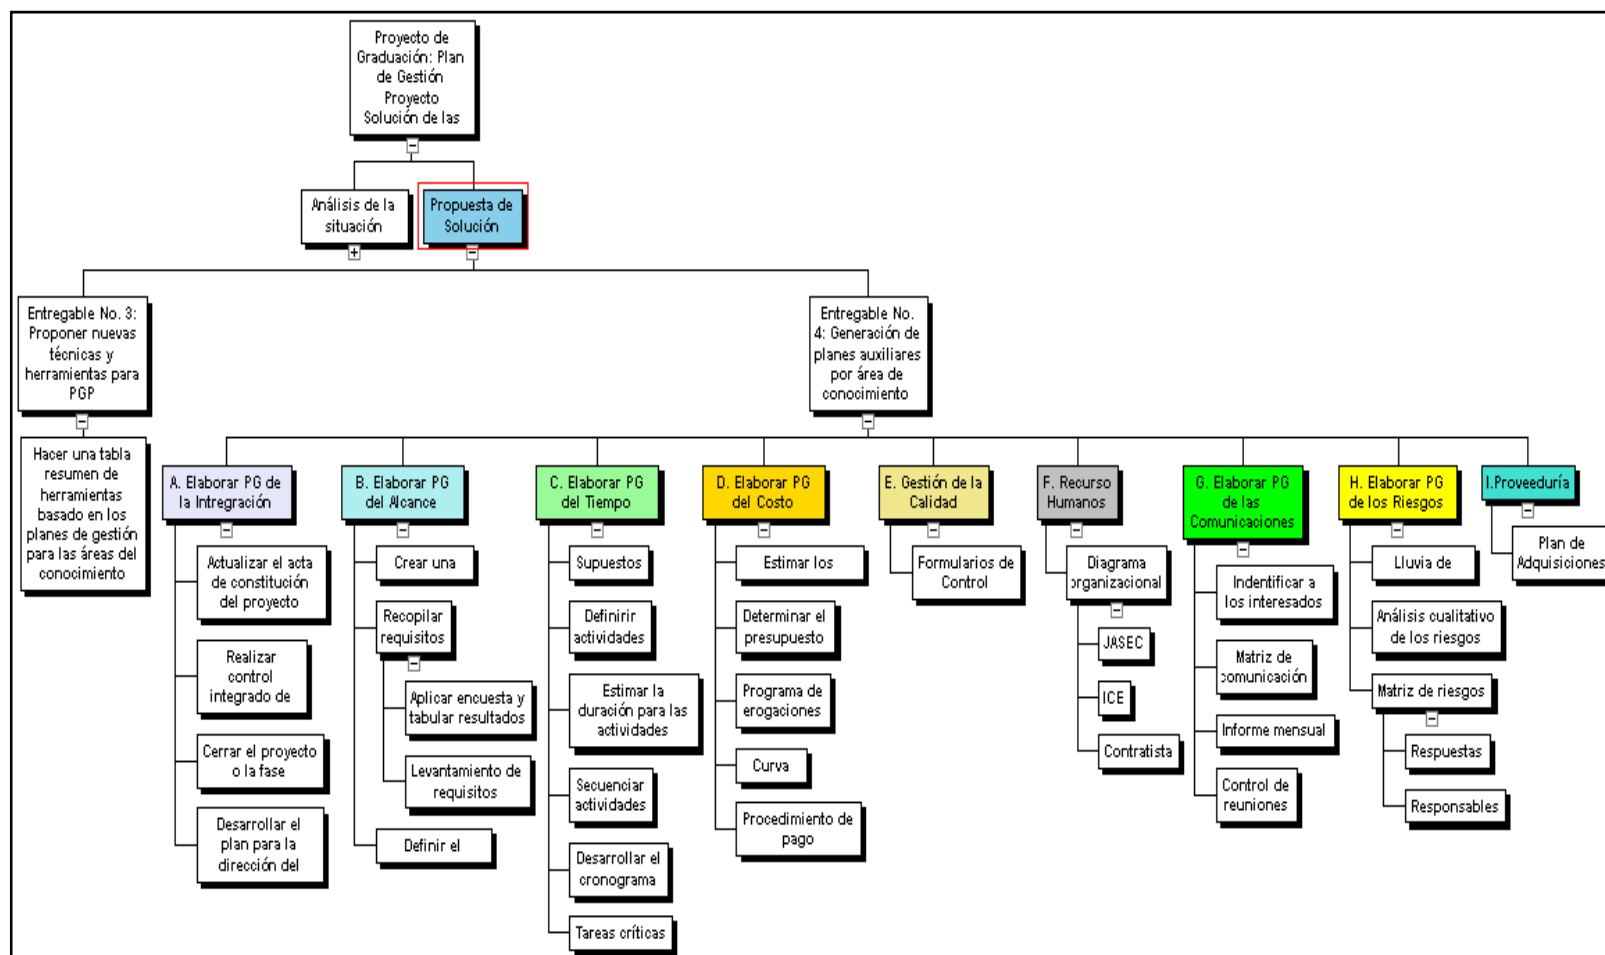 Proyecto de
Graduación: Plan
de Gestión
Proyecto
Solución de las
Análisis de la
situación
Propuesta de
Solución
Entregable No. 3:
Proponer nuevas
técnicas y
herramientas para
PGP
Entregable No.
4: Generación de
planes auxiliares
por área de
conocimiento
Hacer una tabla
resumen de
herramientas
basado en los
planes de gestión
para las áreas del
conocimiento
A. Elaborar PG de
la Intregración
Actualizar el acta
de constitución
del proyecto
Realizar
control
integrado de
Cerrar el proyecto
o la fase
Desarrollar el
plan para la
dirección del
B. Elaborar PG
del Alcance
Crear una
Recopilar
requisitos
Aplicar encuesta y
tabular resultados
Levantamiento de
requisitos
Definir el
C. Elaborar PG
del Tiempo
Supuestos
Definirir
actividades
Estimar la
duración para las
actividades
Secuenciar
actividades
Desarrollar el
cronograma
Tareas críticas
D. Elaborar PG
del Costo
Estimar los
Determinar el
presupuesto
Programa de
erogaciones
Curva
Procedimiento de
pago
E. Gestión de la
Calidad
Formularios de
Control
F. Recurso
Humanos
Diagrama
organizacional
JASEC
ICE
Contratista
G. Elaborar PG
de las
Comunicaciones
Indentificar a
los interesados
Matriz de
comunicación
Informe mensual
Control de
reuniones
H. Elaborar PG
de los Riesgos
Lluvia de
Análisis cualitativo
de los riesgos
Matriz de riesgos
Respuestas
Responsables
I.Proveeduría
Plan de
Adquisiciones